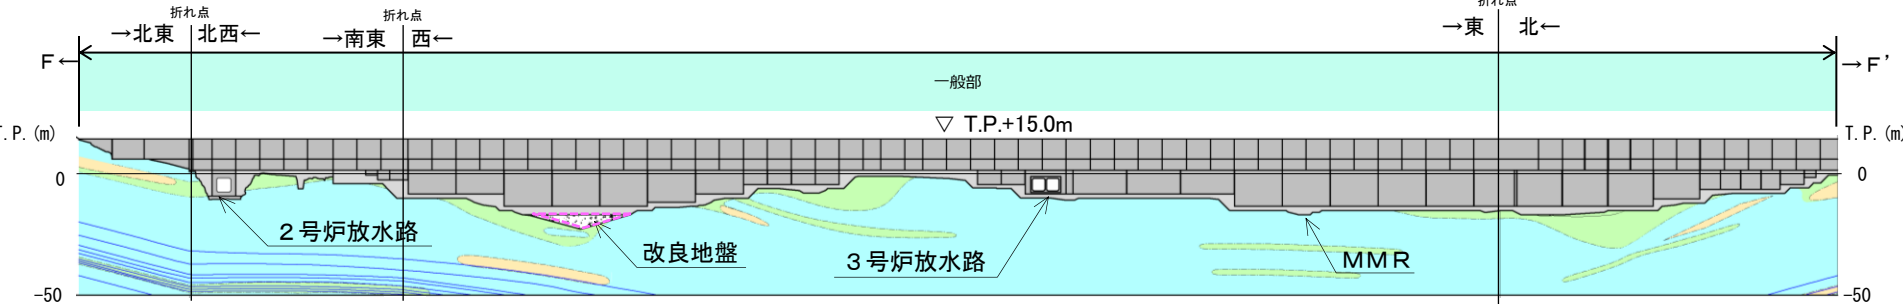 折れ点
→北東 北西←
折れ点
→南東 西←
折れ点
→東 北←
F←
→F'
一般部
▽ T.P.+15.0m
T.P.(m)
T.P.(m)
0
0
2号炉放水路
改良地盤
3号炉放水路
MMR
-50
-50